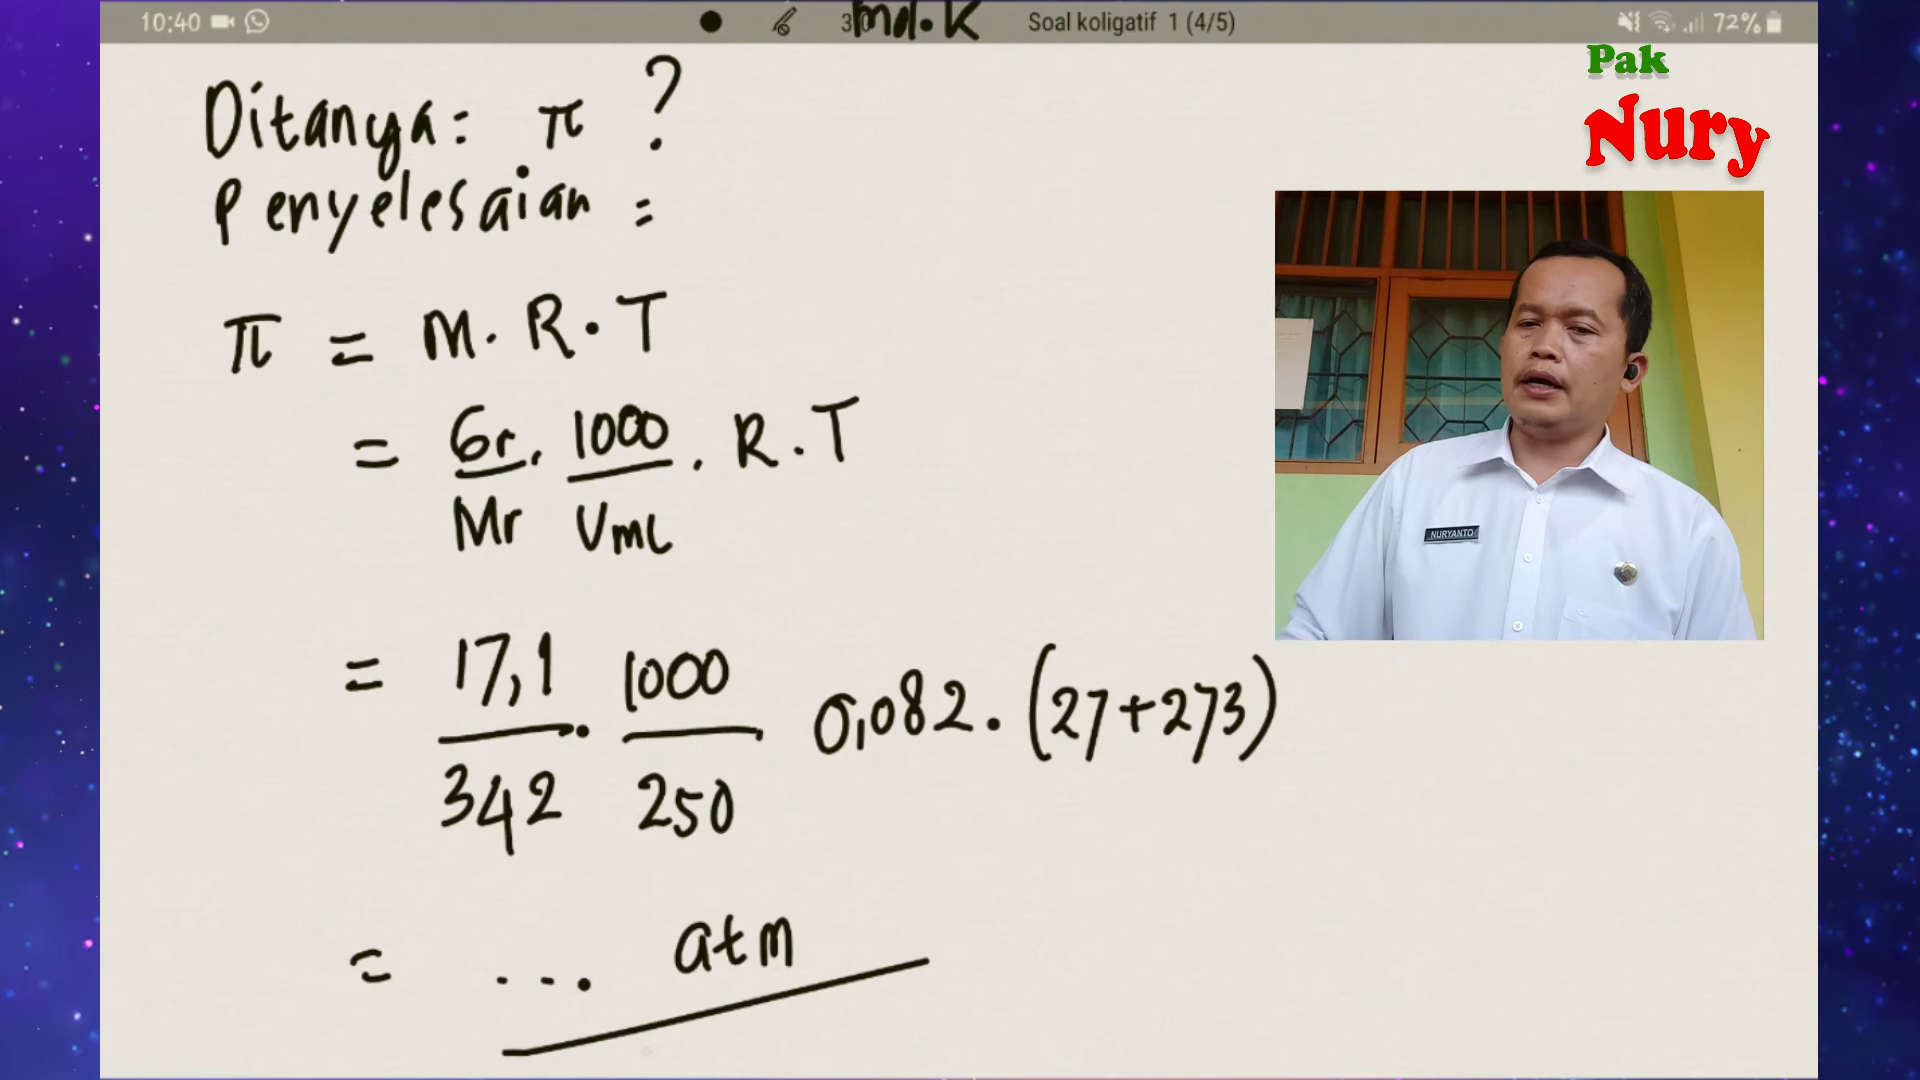 10:40
mol.K
Soal koligatif 1 (4/5)
72%
Pak
Nury
Ditanya: π ?
Penyelesaian =
π = M. R. T
= Gr. 1000 . R. T
Mr VmL
= 17,1 . 1000 0,082. (27+273)
342 250
= ... atm
NURYANTO